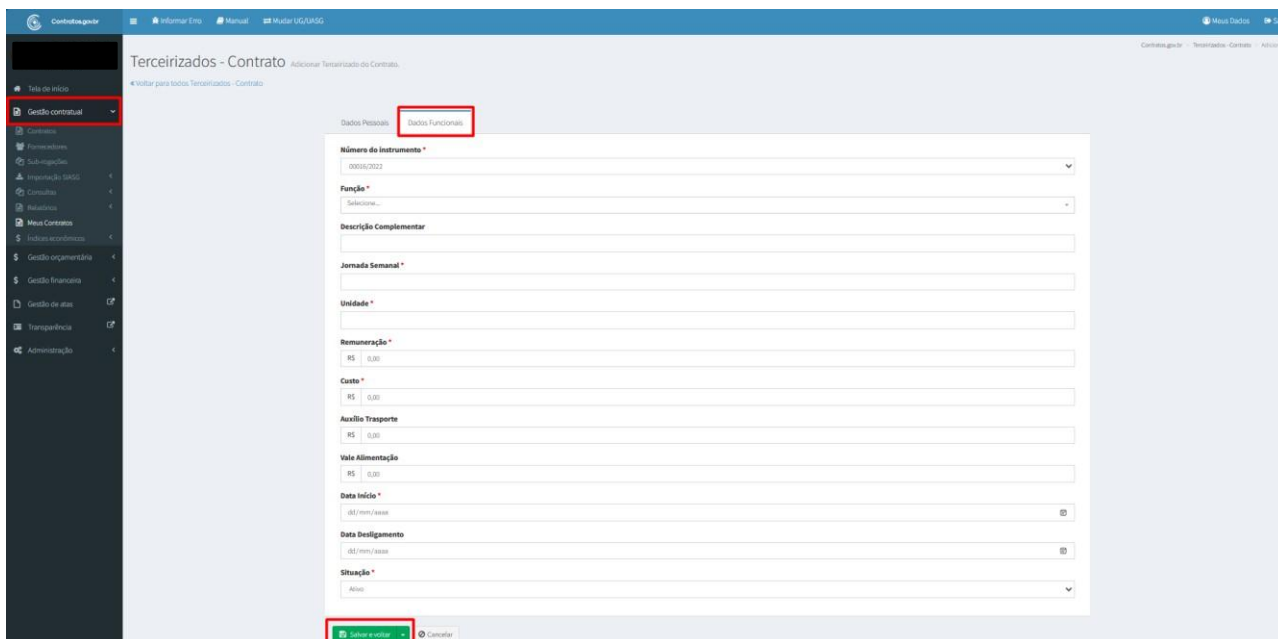 Contratos.gov.br
Informar Erro
Manual
Mudar UG/UASG
Meus Dados
Contratos.gov.br
Terceirizados - Contrato
Terceirizados - Contrato Adicionar Terceirizado do Contrato.
Voltar para todos Terceirizados - Contrato
Tela de início
Gestão contratual
Contratos
Fornecedores
Sub-rogações
Importação SIASG
Consultas
Relatórios
Meus Contratos
Índices econômicos
Gestão orçamentária
Gestão financeira
Gestão de atas
Transparência
Administração
Dados Pessoais
Dados Funcionais
Número do instrumento *
00016/2022
Função *
Selecione...
Descrição Complementar
Jornada Semanal *
Unidade *
Remuneração *
R$ 0,00
Custo *
R$ 0,00
Auxílio Trasporte
R$ 0,00
Vale Alimentação
R$ 0,00
Data Início *
dd/mm/aaaa
Data Desligamento
dd/mm/aaaa
Situação *
Ativo
Salvar e voltar
Cancelar